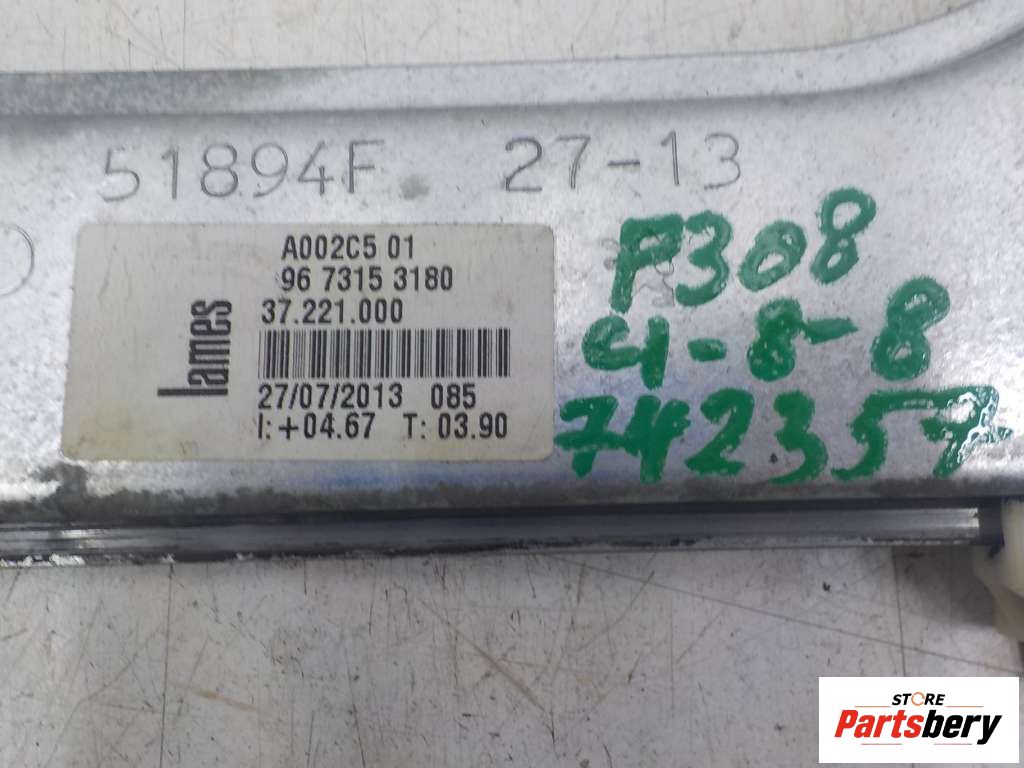 51894F 27-13
A002C5 01
96 7315 3180
37.221.000
lames
27/07/2013 085
I: +04.67 T: 03.90
P308
4-8-8
742357
STORE
Partsbery